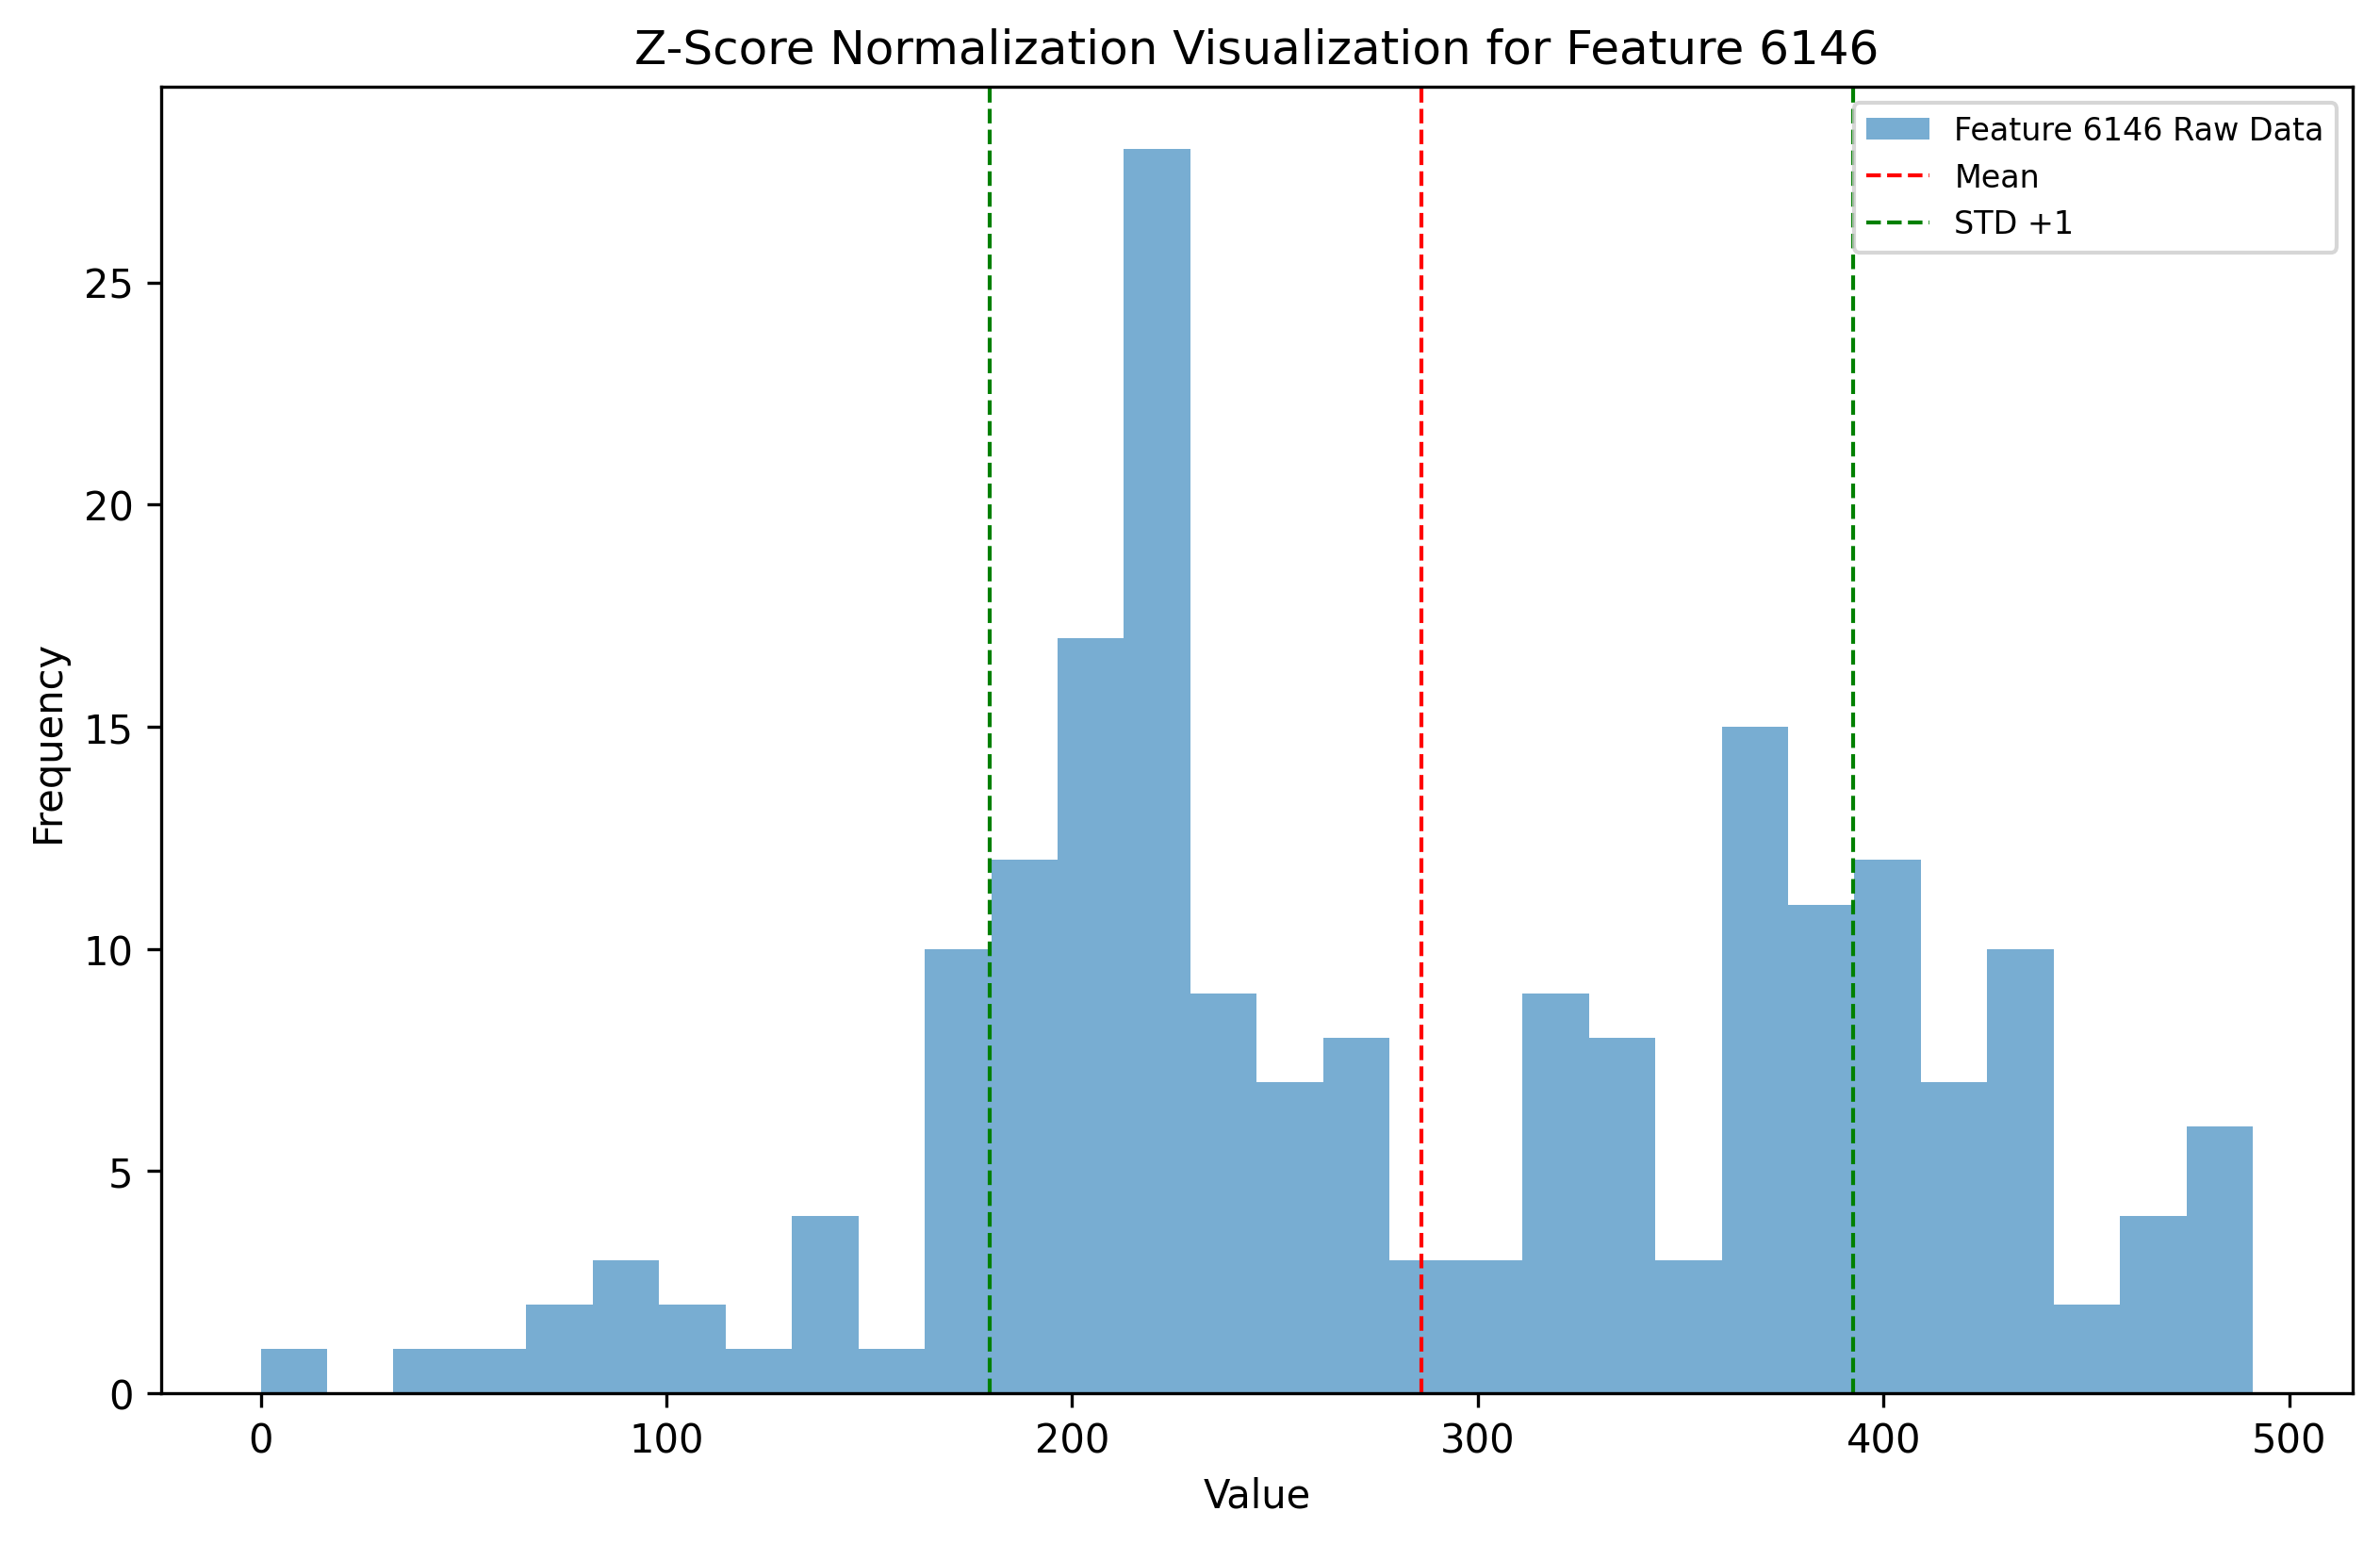 Z-Score Normalization Visualization for Feature 6146
Feature 6146 Raw Data
Mean
STD +1
Frequency
25
20
15
10
5
0
0 100 200 300 400 500
Value